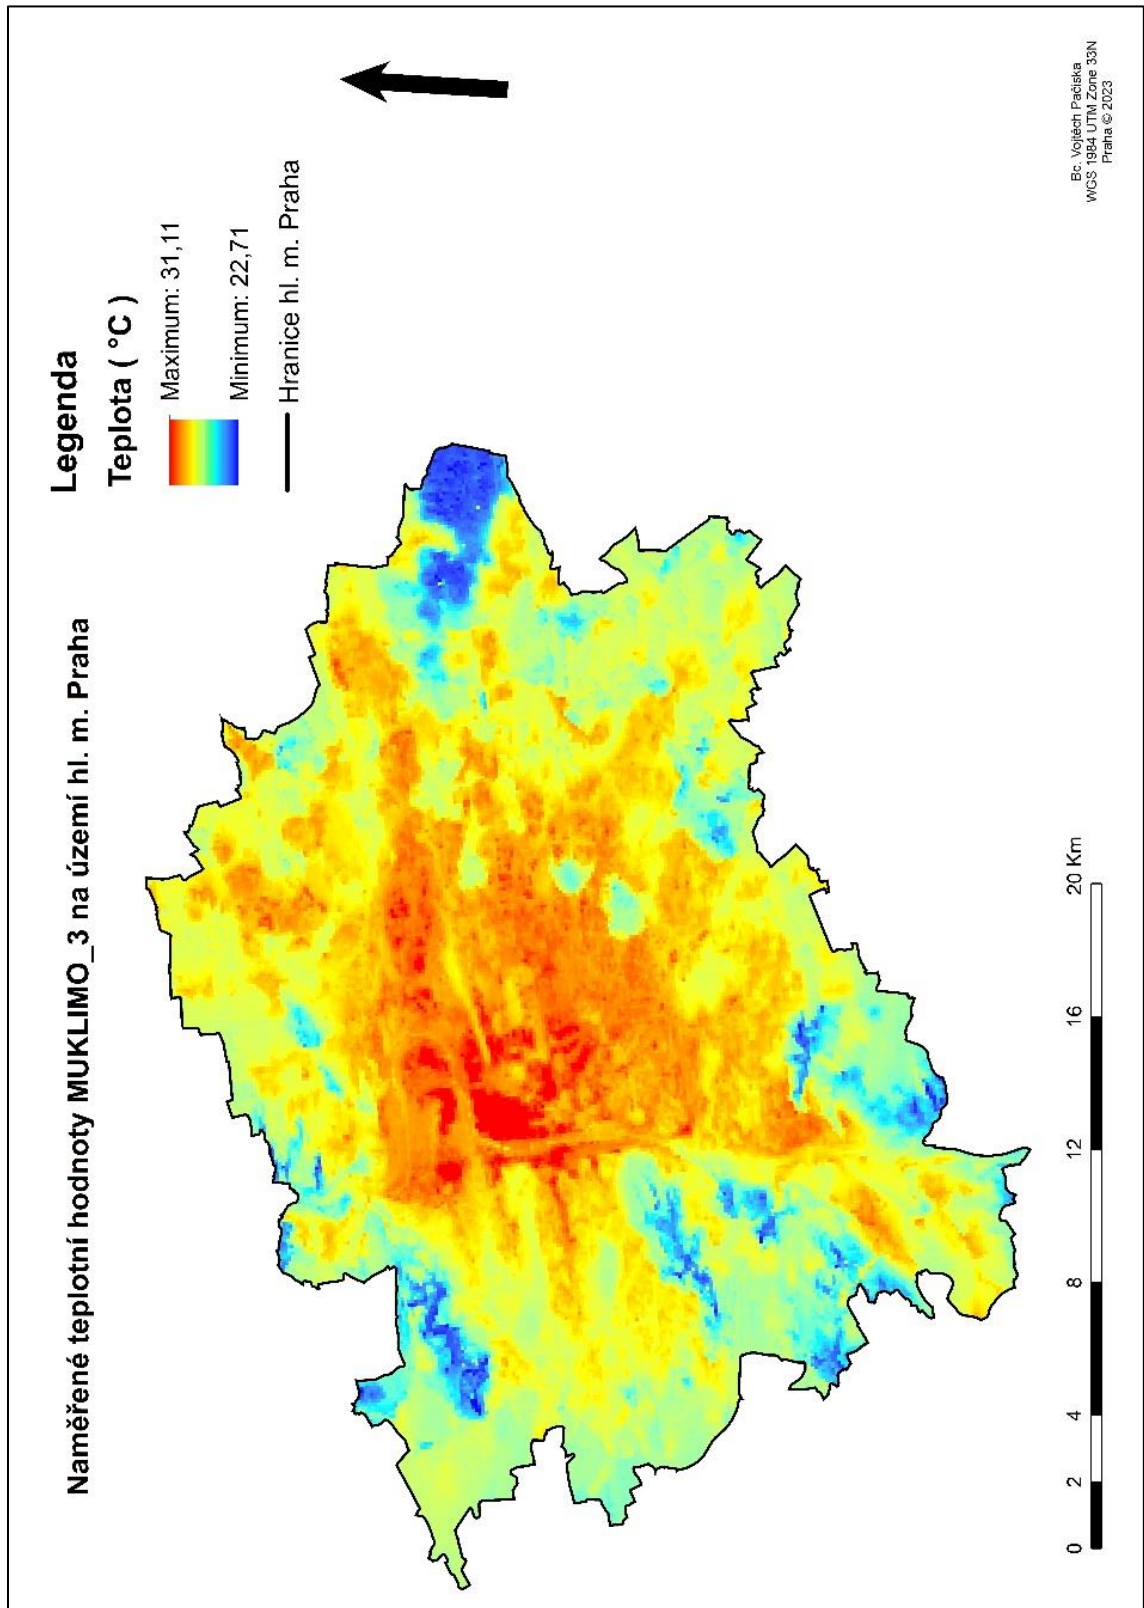 Naměřené teplotní hodnoty MUKLIMO_3 na území hl. m. Praha
Legenda
Teplota ( °C )
Maximum: 31,11
Minimum: 22,71
Hranice hl. m. Praha
0 2 4 8 12 16 20 Km
Bc. Vojtěch Pačiska
WGS 1984 UTM Zone 33N
Praha © 2023